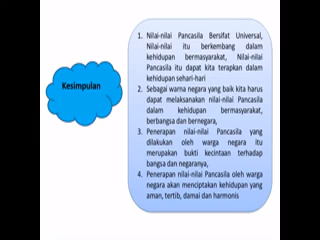 Kesimpulan
1. Nilai-nilai Pancasila Bersifat Universal,
Nilai-nilai itu berkembang dalam
kehidupan bermasyarakat, Nilai-nilai
Pancasila itu dapat kita terapkan dalam
kehidupan sehari-hari
2. Sebagai warna negara yang baik kita harus
dapat melaksanakan nilai-nilai Pancasila
dalam kehidupan bermasyarakat,
berbangsa dan bernegara,
3. Penerapan nilai-nilai Pancasila yang
dilakukan oleh warga negara itu
merupakan bukti kecintaan terhadap
bangsa dan negaranya,
4. Penerapan nilai-nilai Pancasila oleh warga
negara akan menciptakan kehidupan yang
aman, tertib, damai dan harmonis